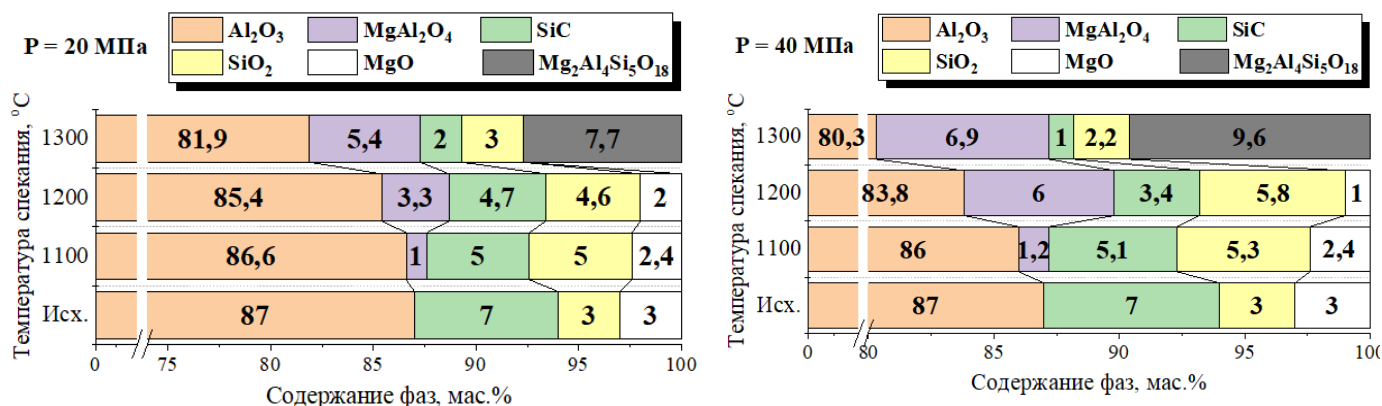 P = 20 МПа
Al₂O₃ MgAl₂O₄ SiC
SiO₂ MgO Mg₂Al₄Si₅O₁₈
Температура спекания, °C
1300 81,9 5,4 2 3 7,7
1200 85,4 3,3 4,7 4,6 2
1100 86,6 1 5 5 2,4
Исх. 87 7 3 3
0 75 80 85 90 95 100
Содержание фаз, мас.%
P = 40 МПа
Al₂O₃ MgAl₂O₄ SiC
SiO₂ MgO Mg₂Al₄Si₅O₁₈
Температура спекания, °C
1300 80,3 6,9 1 2,2 9,6
1200 83,8 6 3,4 5,8 1
1100 86 1,2 5,1 5,3 2,4
Исх. 87 7 3 3
0 80 85 90 95 100
Содержание фаз, мас.%